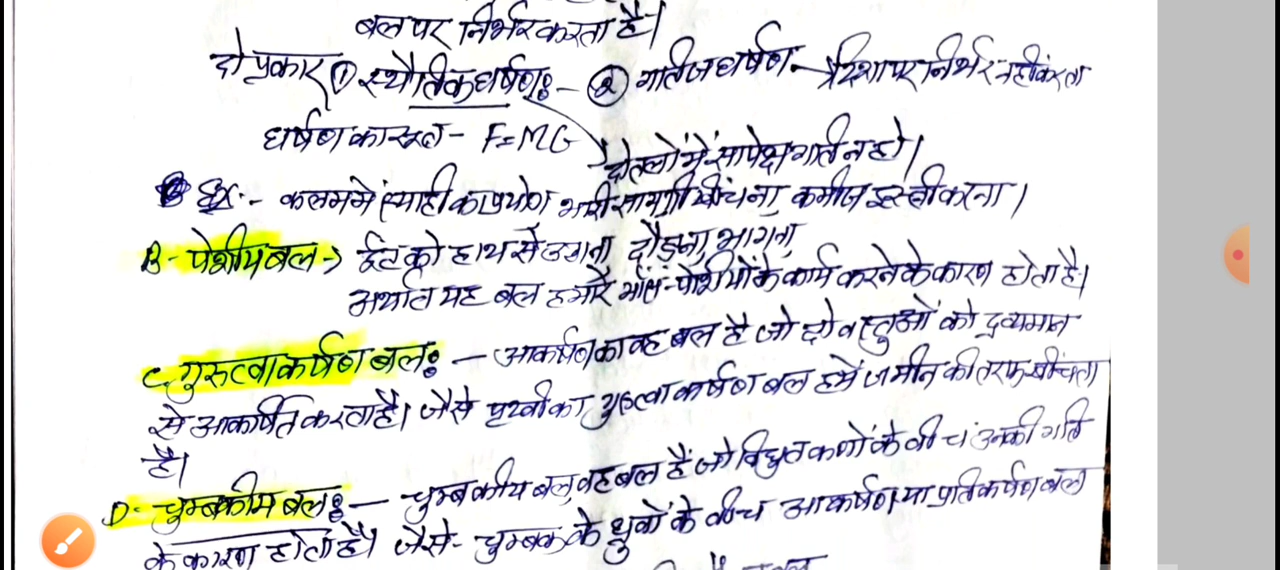 बल पर निर्भर करता है।
दो प्रकार ① स्थैतिक घर्षण :- ② गतिज घर्षण → दिशा पर निर्भर नहीं करता
घर्षण का सूत्र - F=MG
दो तलों में सापेक्ष गति न हो।
Ex:- कलम में स्याही का प्रयोग भारी सामग्री खींचना, कमीज इस्त्री करना।
B- पेशीय बल → ईंट को हाथ से उठाना, दौड़ना, भागना,
अर्थात यह बल हमारे मांस-पेशीयों के कार्य करने के कारण होता है।
C. गुरुत्वाकर्षण बल :- आकर्षण का वह बल है जो दो वस्तुओं को द्रव्यमान
से आकर्षित करता है। जैसे पृथ्वी का गुरुत्वाकर्षण बल हमें जमीन की तरफ खींचता
है।
D- चुम्बकीय बल :- चुम्बकीय बल वह बल हैं जो विद्युत कणों के बीच उनकी गति
के कारण होता है। जैसे- चुम्बक के ध्रुवों के बीच आकर्षण या प्रतिकर्षण बल